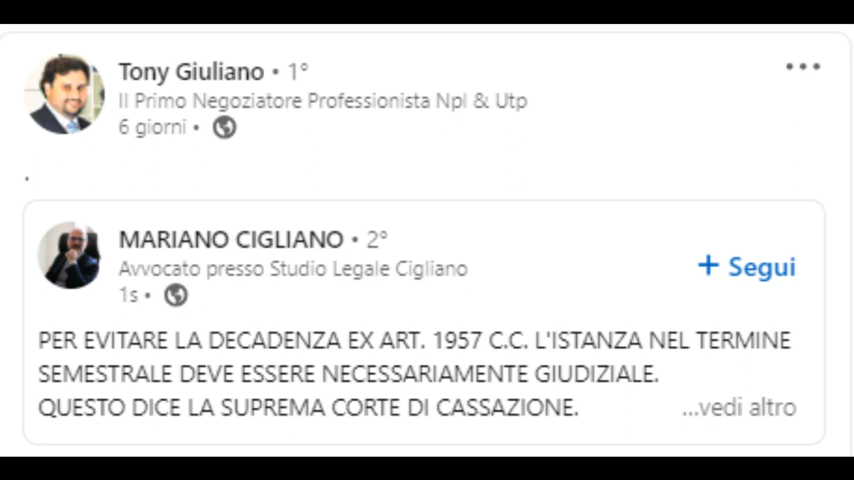 Tony Giuliano • 1°
Il Primo Negoziatore Professionista Npl & Utp
6 giorni •
.
MARIANO CIGLIANO • 2°
Avvocato presso Studio Legale Cigliano
+ Segui
1s •
PER EVITARE LA DECADENZA EX ART. 1957 C.C. L'ISTANZA NEL TERMINE
SEMESTRALE DEVE ESSERE NECESSARIAMENTE GIUDIZIALE.
QUESTO DICE LA SUPREMA CORTE DI CASSAZIONE. ...vedi altro